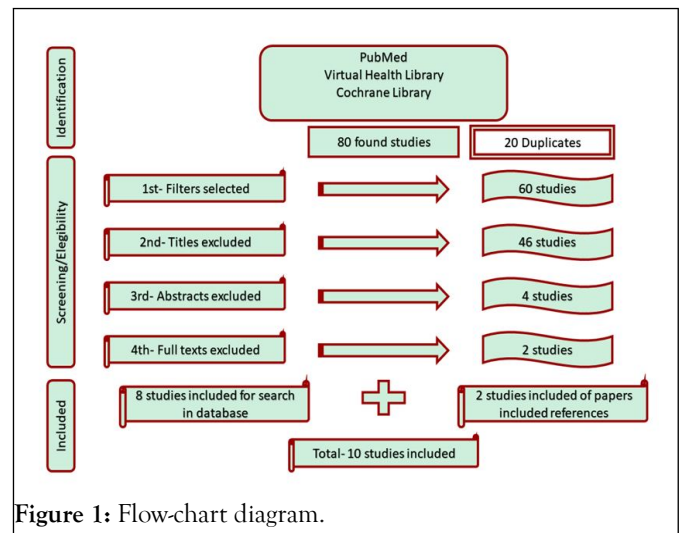 Identification
PubMed
Virtual Health Library
Cochrane Library
80 found studies
20 Duplicates
Screening/Elegibility
1st- Filters selected
60 studies
2nd- Titles excluded
46 studies
3rd- Abstracts excluded
4 studies
4th- Full texts excluded
2 studies
Included
8 studies included for search
in database
2 studies included of papers
included references
Total- 10 studies included
Figure 1: Flow-chart diagram.